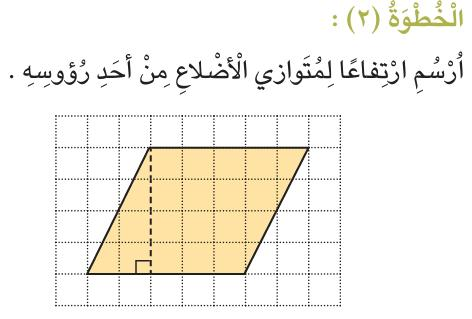 الْخُطْوَةُ (٢) :
اُرْسُمِ ارْتِفاعًا لِمُتَوازي الْأَضْلاعِ مِنْ أَحَدِ رُؤوسِهِ .